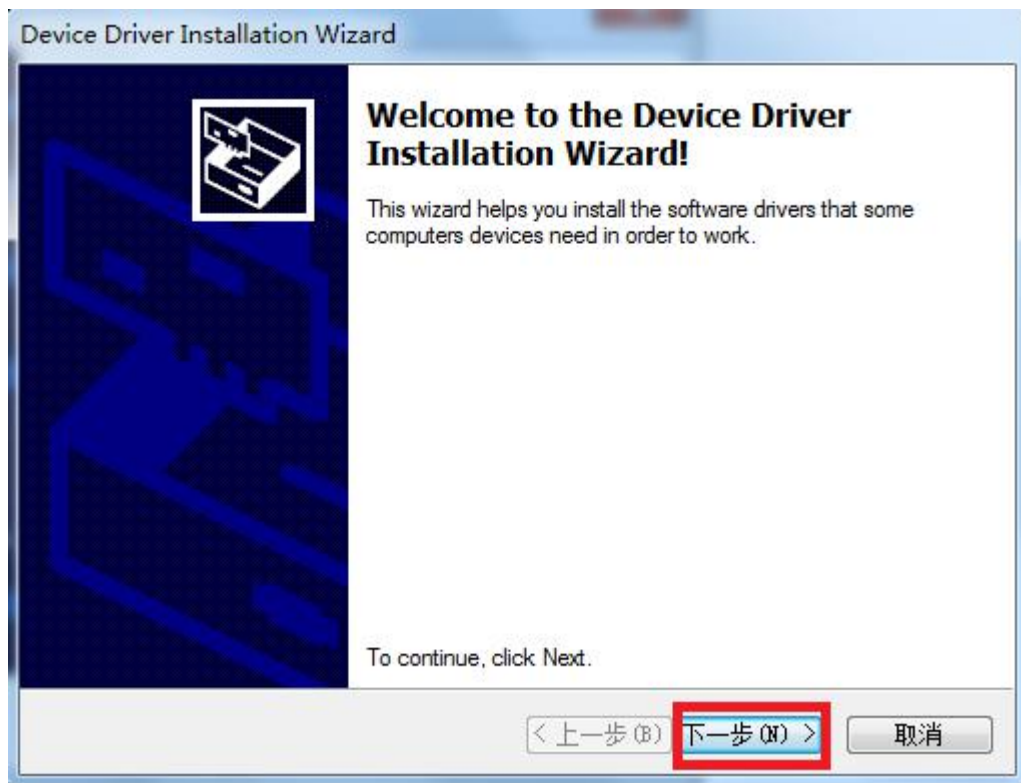 Device Driver Installation Wizard
Welcome to the Device Driver
Installation Wizard!
This wizard helps you install the software drivers that some
computers devices need in order to work.
To continue, click Next.
< 上一步(B) 下一步(N) > 取消